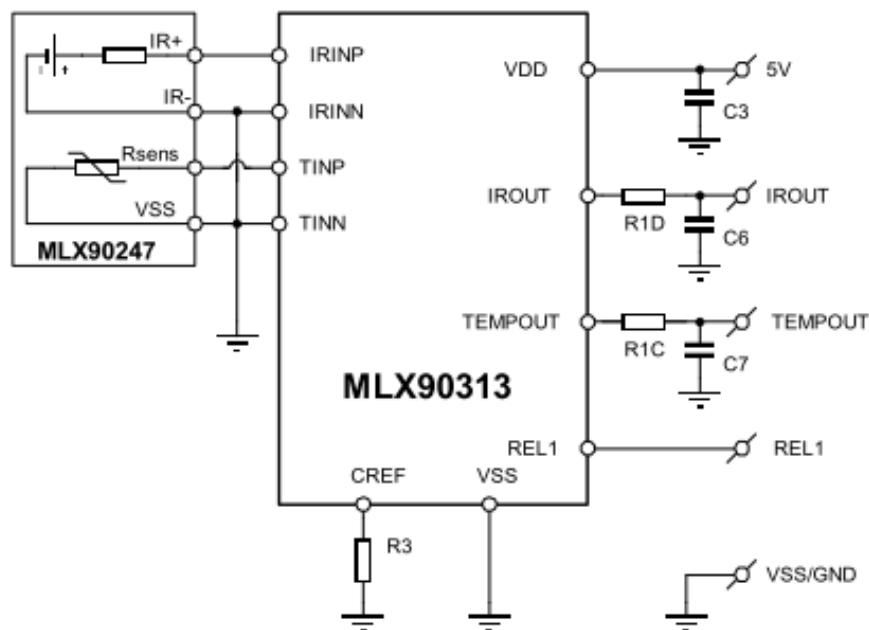 IR+
IRINP
VDD
5V
IR-
IRINN
C3
Rsens
TINP
IROUT
IROUT
VSS
TINN
R1D
C6
MLX90247
TEMPOUT
TEMPOUT
R1C
C7
MLX90313
REL1
REL1
CREF
VSS
R3
VSS/GND